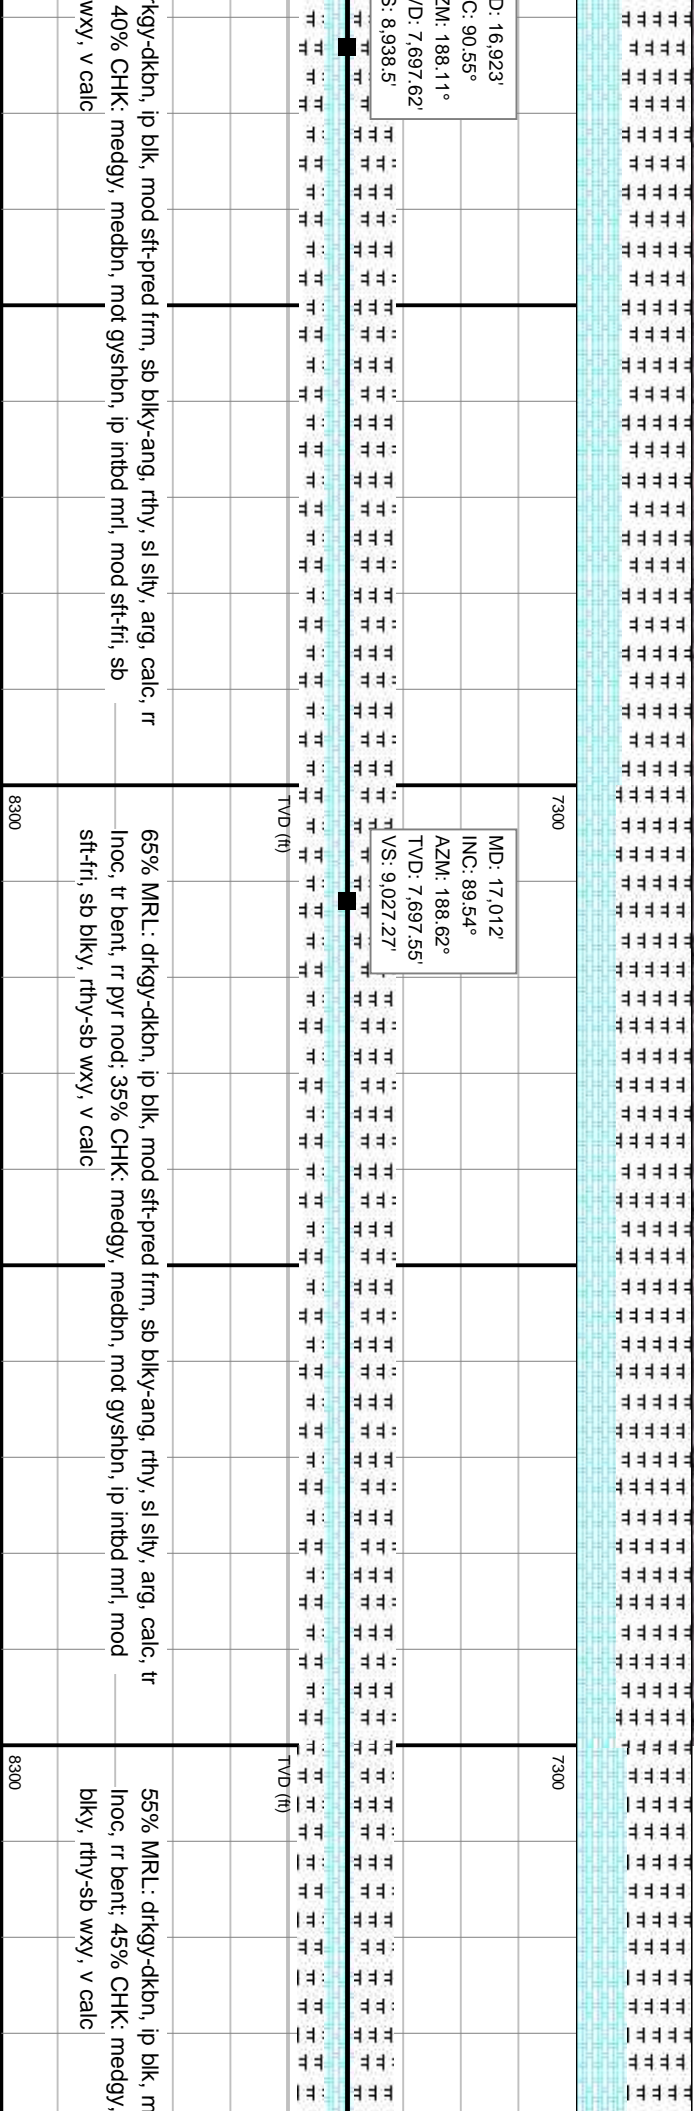 D: 16,923'
C: 90.55°
ZM: 188.11°
VD: 7,697.62'
S: 8,938.5'
rkgy-dkbn, ip blk, mod sft-pred frm, sb blky-ang, rthy, sl slty, arg, calc, rr
40% CHK: medgy, medbn, mot gyshbn, ip intbd mrl, mod sft-fri, sb
wxy, v calc
7300
TVD (ft)
8300
MD: 17,012'
INC: 89.54°
AZM: 188.62°
TVD: 7,697.55'
VS: 9,027.27'
65% MRL: drkgy-dkbn, ip blk, mod sft-pred frm, sb blky-ang, rthy, sl slty, arg, calc, tr
Inoc, tr bent, rr pyr nod; 35% CHK: medgy, medbn, mot gyshbn, ip intbd mrl, mod
sft-fri, sb blky, rthy-sb wxy, v calc
7300
TVD (ft)
8300
55% MRL: drkgy-dkbn, ip blk, m
Inoc, rr bent; 45% CHK: medgy,
blky, rthy-sb wxy, v calc